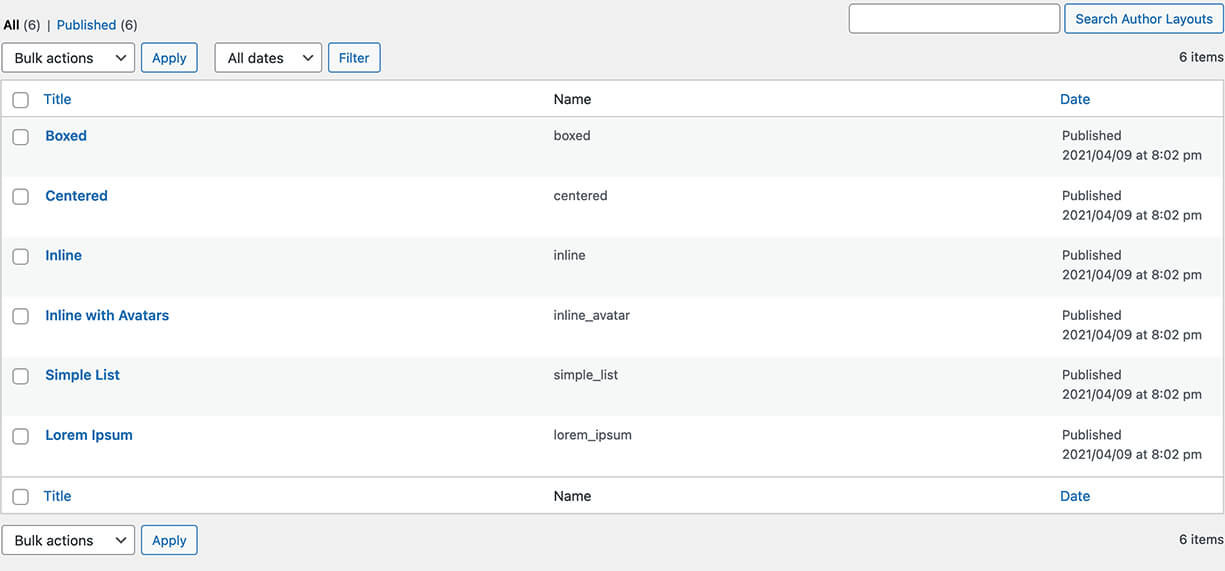 All (6) | Published (6)
Search Author Layouts
Bulk actions Apply All dates Filter 6 items
Title Name Date
Boxed boxed Published
2021/04/09 at 8:02 pm
Centered centered Published
2021/04/09 at 8:02 pm
Inline inline Published
2021/04/09 at 8:02 pm
Inline with Avatars inline_avatar Published
2021/04/09 at 8:02 pm
Simple List simple_list Published
2021/04/09 at 8:02 pm
Lorem Ipsum lorem_ipsum Published
2021/04/09 at 8:02 pm
Title Name Date
Bulk actions Apply 6 items